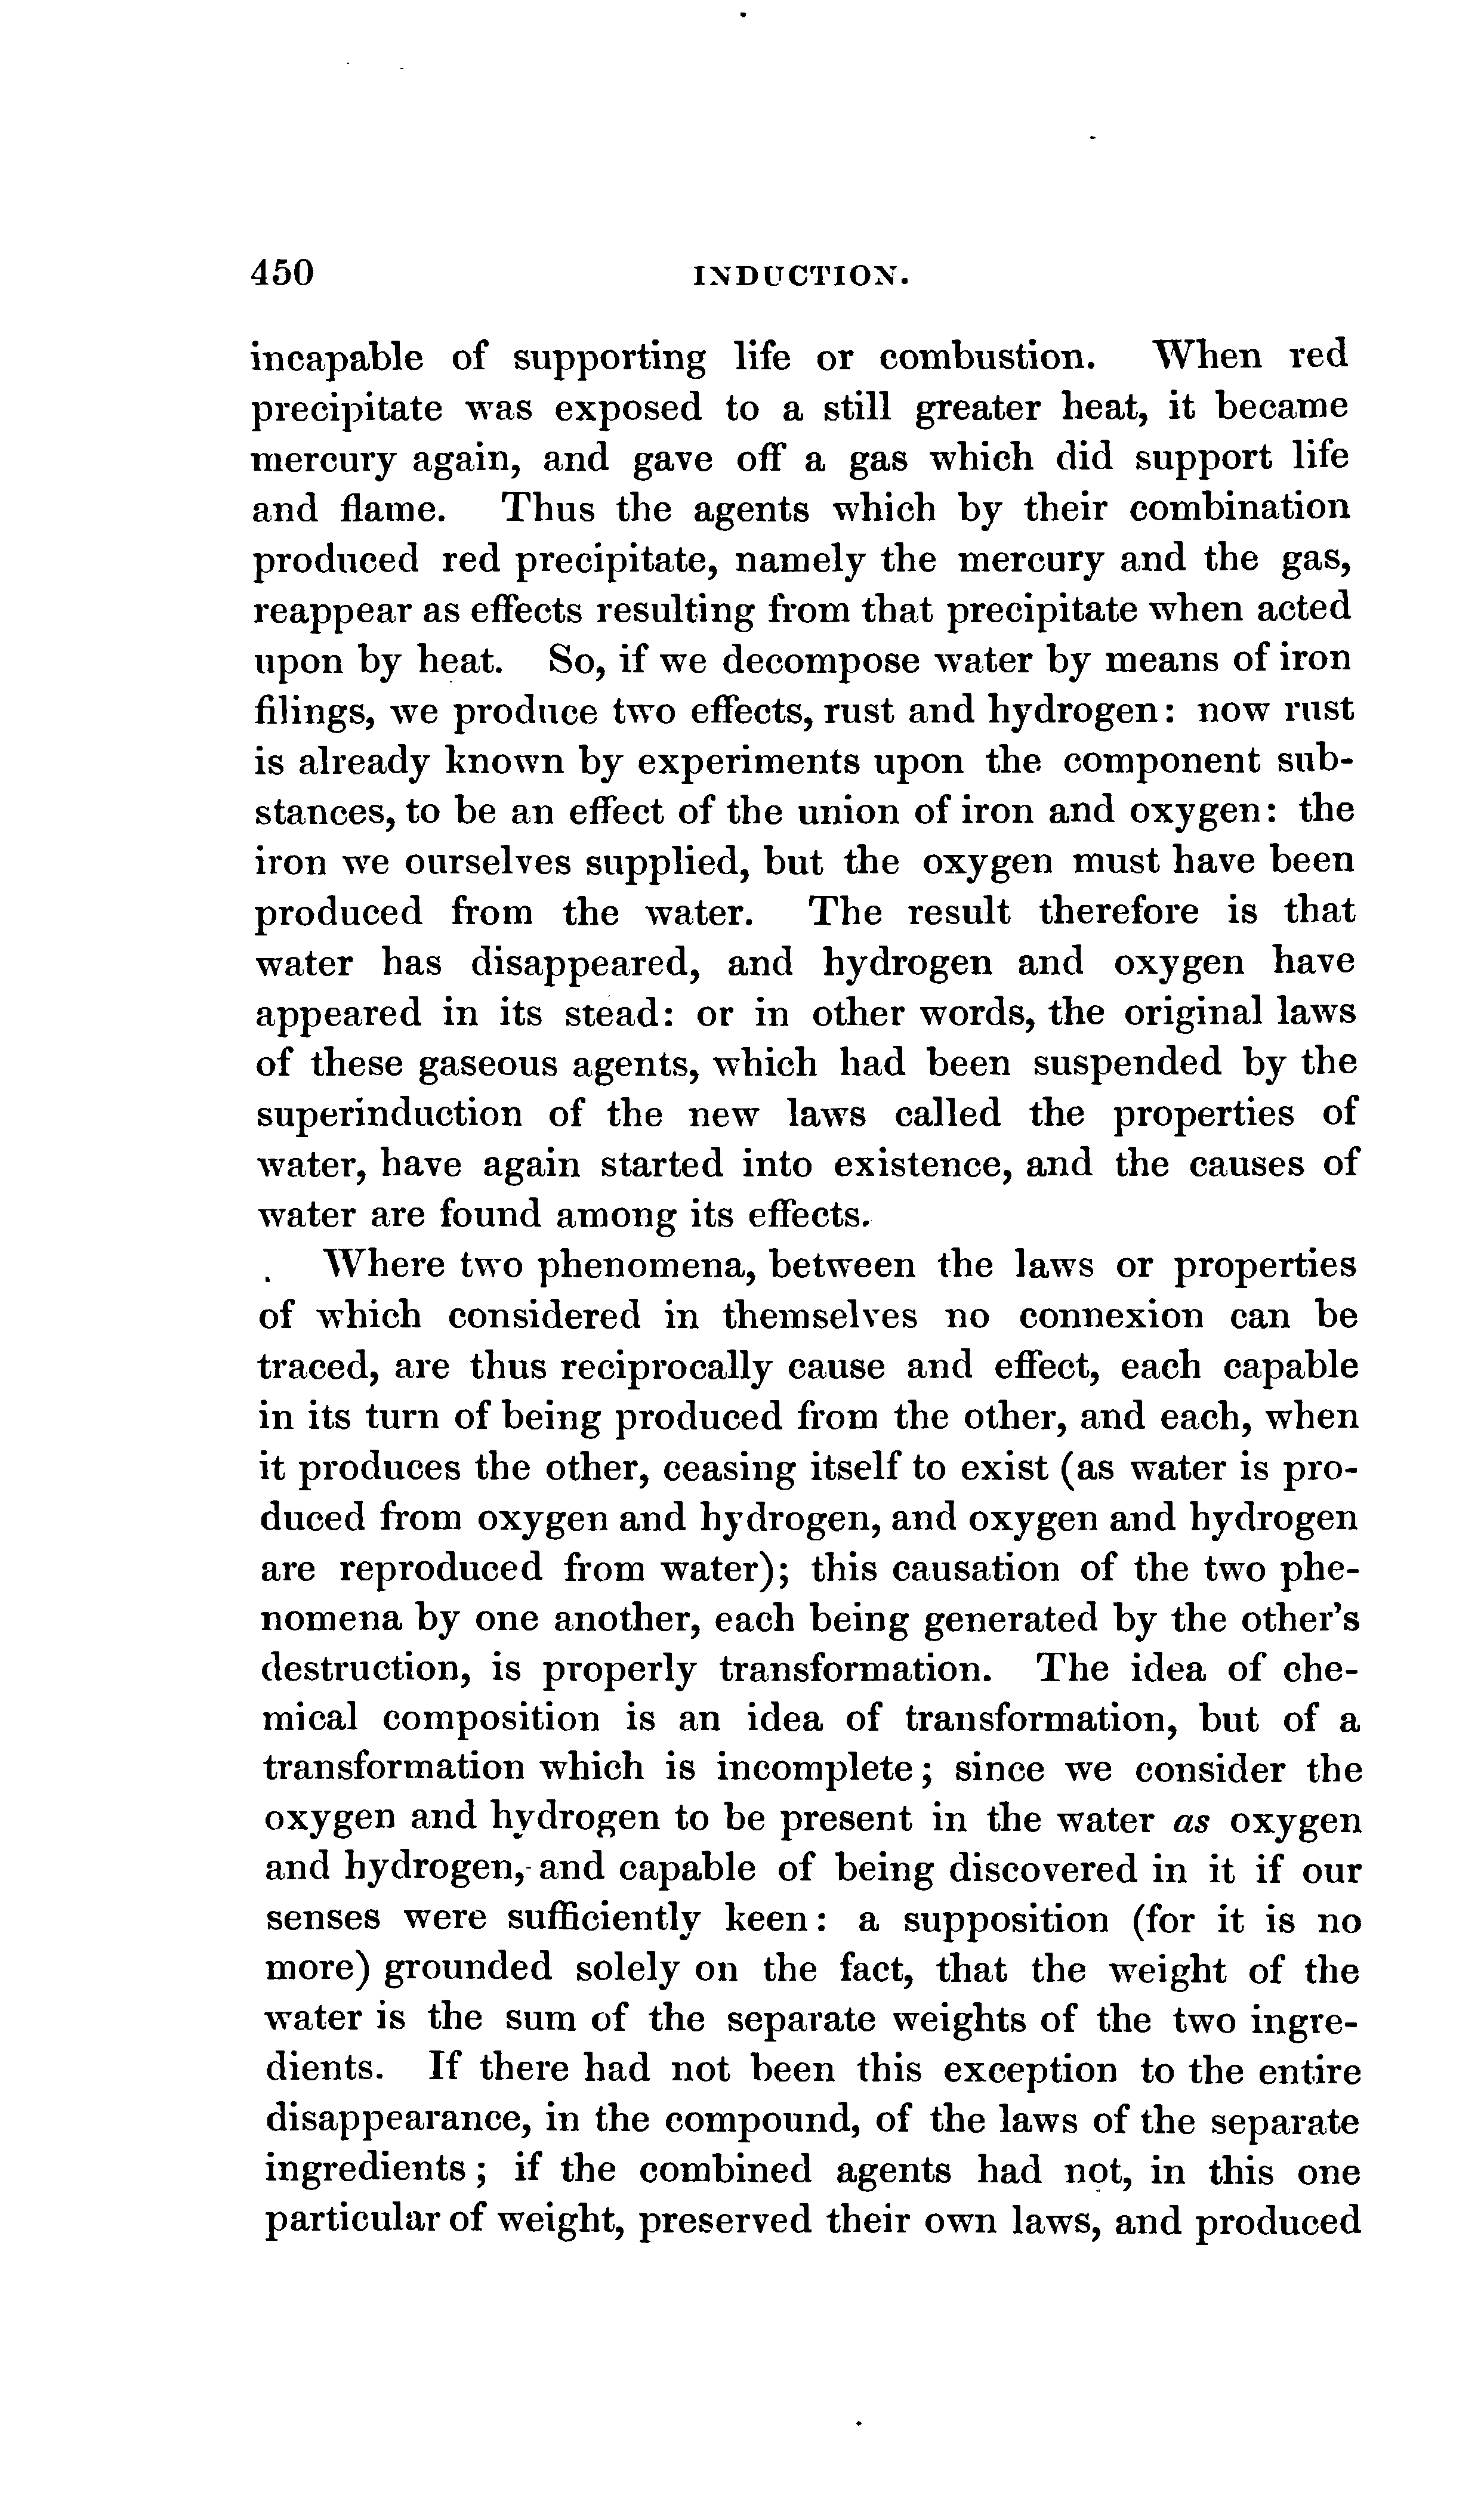 450 INDUCTION.
incapable of supporting life or combustion. When red
precipitate was exposed to a still greater heat, it became
mercury again, and gave off a gas which did support life
and flame. Thus the agents which by their combination
produced red precipitate, namely the mercury and the gas,
reappear as effects resulting from that precipitate when acted
upon by heat. So, if we decompose water by means of iron
filings, we produce two effects, rust and hydrogen: now rust
is already known by experiments upon the component sub-
stances, to be an effect of the union of iron and oxygen: the
iron we ourselves supplied, but the oxygen must have been
produced from the water. The result therefore is that
water has disappeared, and hydrogen and oxygen have
appeared in its stead: or in other words, the original laws
of these gaseous agents, which had been suspended by the
superinduction of the new laws called the properties of
water, have again started into existence, and the causes of
water are found among its effects.
Where two phenomena, between the laws or properties
of which considered in themselves no connexion can be
traced, are thus reciprocally cause and effect, each capable
in its turn of being produced from the other, and each, when
it produces the other, ceasing itself to exist (as water is pro-
duced from oxygen and hydrogen, and oxygen and hydrogen
are reproduced from water); this causation of the two phe-
nomena by one another, each being generated by the other's
destruction, is properly transformation. The idea of che-
mical composition is an idea of transformation, but of a
transformation which is incomplete; since we consider the
oxygen and hydrogen to be present in the water as oxygen
and hydrogen, and capable of being discovered in it if our
senses were sufficiently keen: a supposition (for it is no
more) grounded solely on the fact, that the weight of the
water is the sum of the separate weights of the two ingre-
dients. If there had not been this exception to the entire
disappearance, in the compound, of the laws of the separate
ingredients; if the combined agents had not, in this one
particular of weight, preserved their own laws, and produced